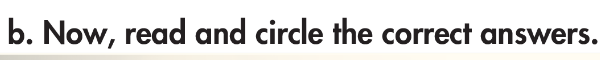 b. Now, read and circle the correct answers.